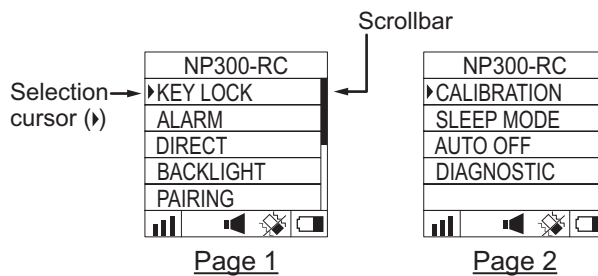 Scrollbar
Selection cursor (▸)
NP300-RC
▸KEY LOCK
ALARM
DIRECT
BACKLIGHT
PAIRING
Page 1
NP300-RC
▸CALIBRATION
SLEEP MODE
AUTO OFF
DIAGNOSTIC
Page 2